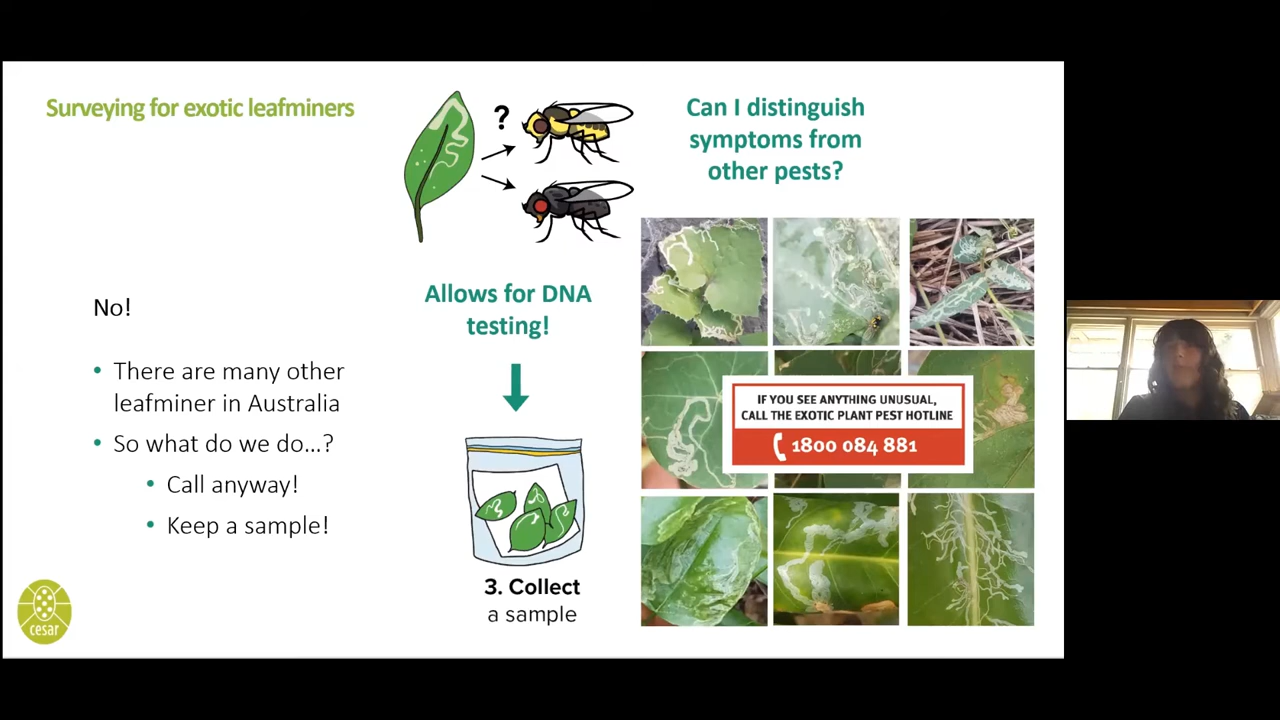 Surveying for exotic leafminers
?
Can I distinguish
symptoms from
other pests?
No!
• There are many other
leafminer in Australia
• So what do we do...?
• Call anyway!
• Keep a sample!
Allows for DNA
testing!
3. Collect
a sample
IF YOU SEE ANYTHING UNUSUAL,
CALL THE EXOTIC PLANT PEST HOTLINE
1800 084 881
cesar